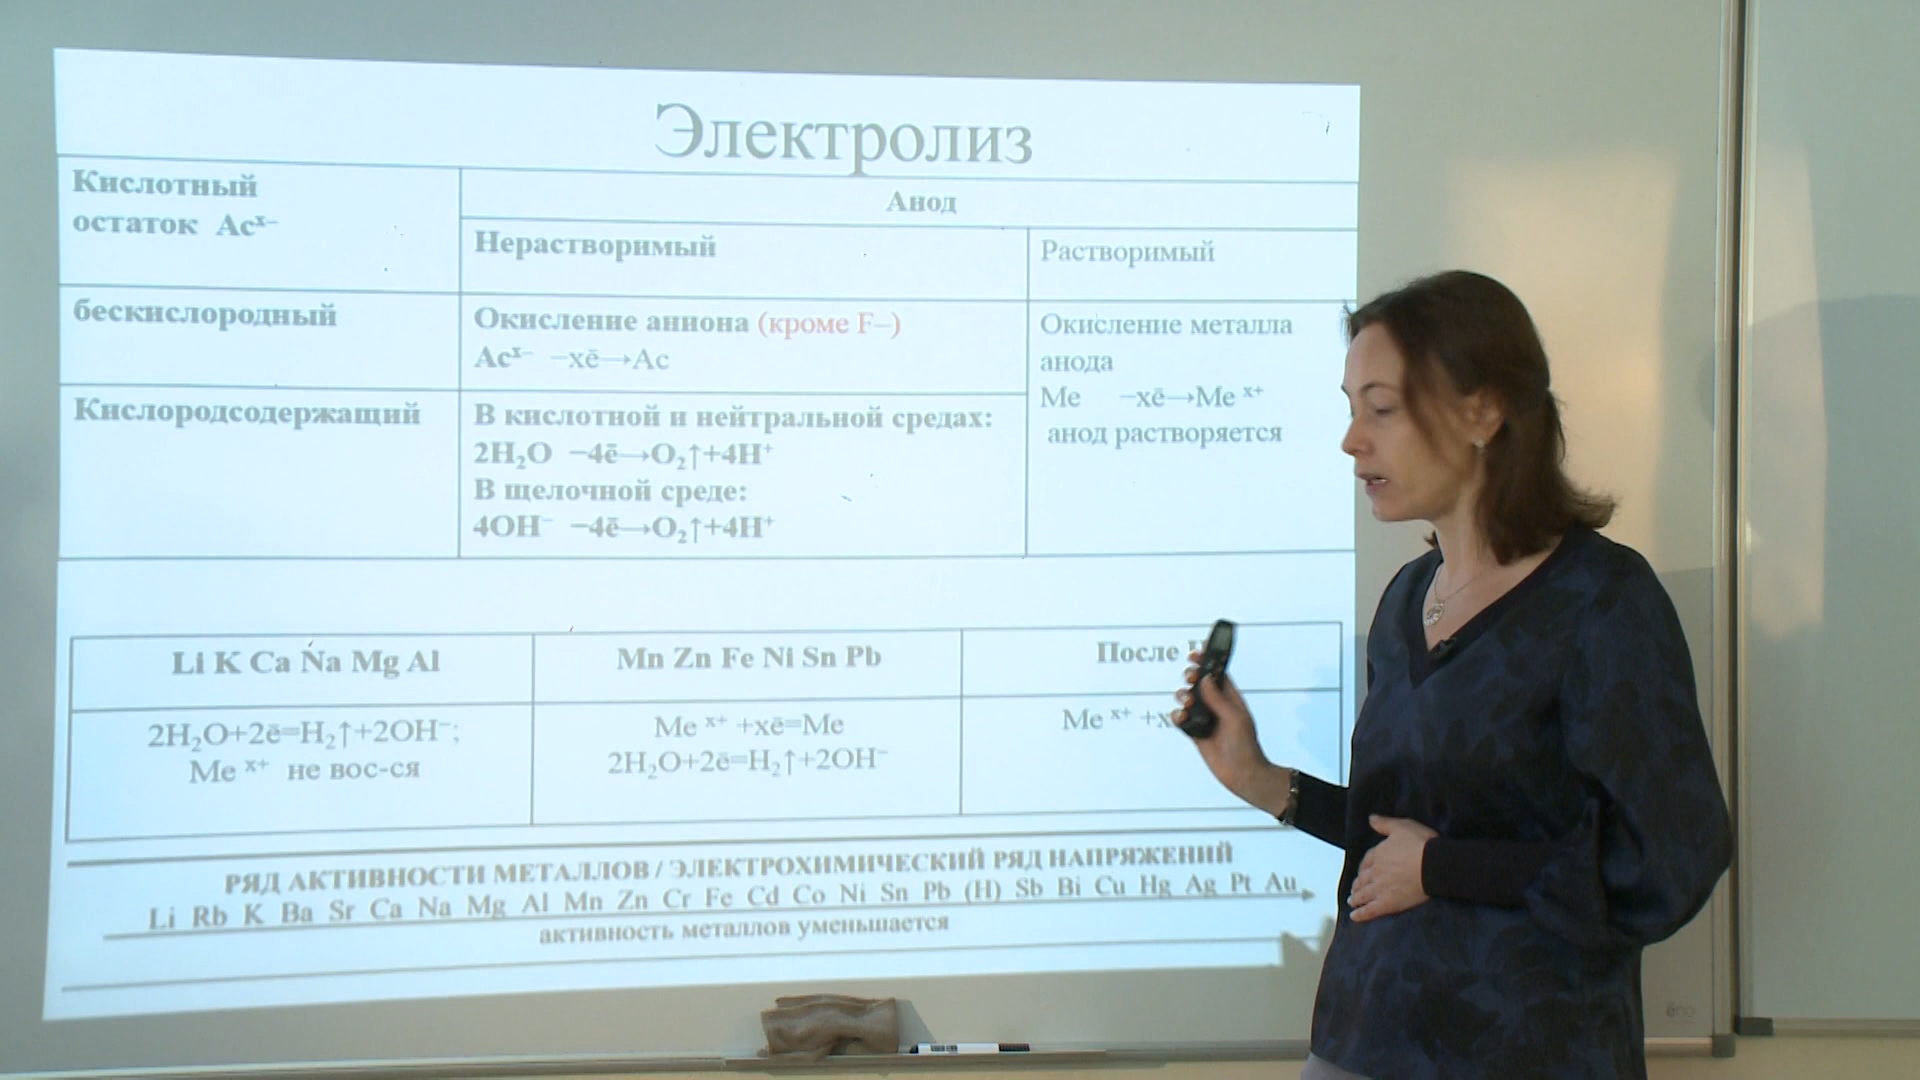 Электролиз
Кислотный
остаток Ac ˣ⁻
Анод
Нерастворимый
Растворимый
бескислородный
Окисление аниона (кроме F–)
Ac ˣ⁻ −xē→Ac
Окисление металла
анода
Me −xē→Me ˣ⁺
анод растворяется
Кислородсодержащий
В кислотной и нейтральной средах:
2H₂O −4ē→O₂↑+4H⁺
В щелочной среде:
4OH⁻ −4ē→O₂↑+4H⁺
Li K Ca Na Mg Al
Mn Zn Fe Ni Sn Pb
После
2H₂O+2ē=H₂↑+2OH⁻;
Me ˣ⁺ не вос-ся
Me ˣ⁺ +xē=Me
2H₂O+2ē=H₂↑+2OH⁻
Me ˣ⁺ +x
РЯД АКТИВНОСТИ МЕТАЛЛОВ / ЭЛЕКТРОХИМИЧЕСКИЙ РЯД НАПРЯЖЕНИЙ
Li Rb K Ba Sr Ca Na Mg Al Mn Zn Cr Fe Cd Co Ni Sn Pb (H) Sb Bi Cu Hg Ag Pt Au
активность металлов уменьшается